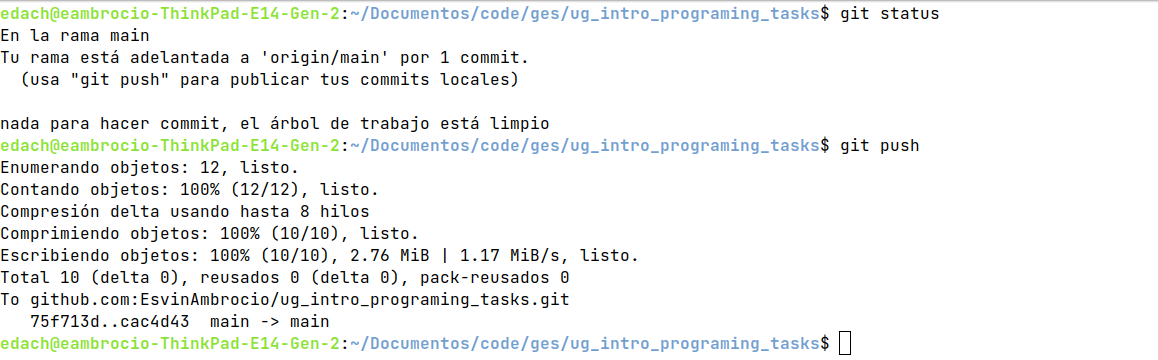 edach@eambrocio-ThinkPad-E14-Gen-2:~/Documentos/code/ges/ug_intro_programing_tasks$ git status
En la rama main
Tu rama está adelantada a 'origin/main' por 1 commit.
  (usa "git push" para publicar tus commits locales)

nada para hacer commit, el árbol de trabajo está limpio
edach@eambrocio-ThinkPad-E14-Gen-2:~/Documentos/code/ges/ug_intro_programing_tasks$ git push
Enumerando objetos: 12, listo.
Contando objetos: 100% (12/12), listo.
Compresión delta usando hasta 8 hilos
Comprimiendo objetos: 100% (10/10), listo.
Escribiendo objetos: 100% (10/10), 2.76 MiB | 1.17 MiB/s, listo.
Total 10 (delta 0), reusados 0 (delta 0), pack-reusados 0
To github.com:EsvinAmbrocio/ug_intro_programing_tasks.git
   75f713d..cac4d43  main -> main
edach@eambrocio-ThinkPad-E14-Gen-2:~/Documentos/code/ges/ug_intro_programing_tasks$